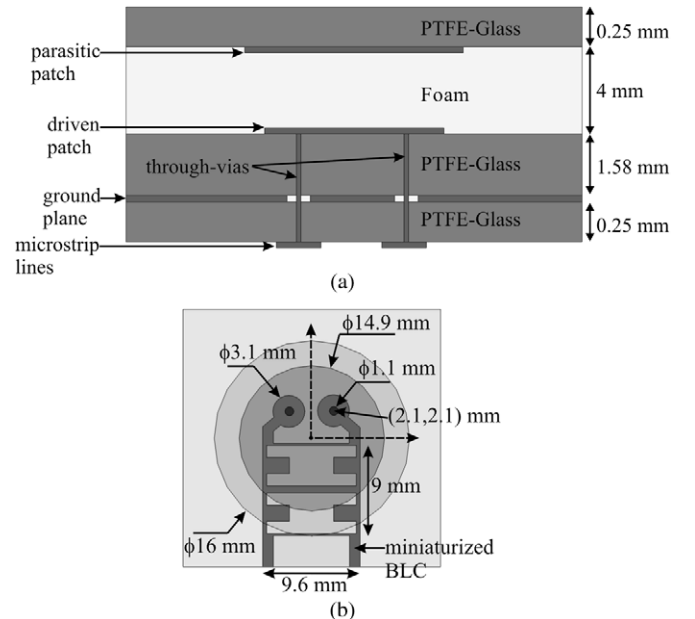 PTFE-Glass
0.25 mm
parasitic
patch
Foam
4 mm
driven
patch
through-vias
PTFE-Glass
1.58 mm
ground
plane
PTFE-Glass
0.25 mm
microstrip
lines
(a)
ϕ14.9 mm
ϕ3.1 mm
ϕ1.1 mm
(2.1,2.1) mm
9 mm
ϕ16 mm
miniaturized
BLC
9.6 mm
(b)